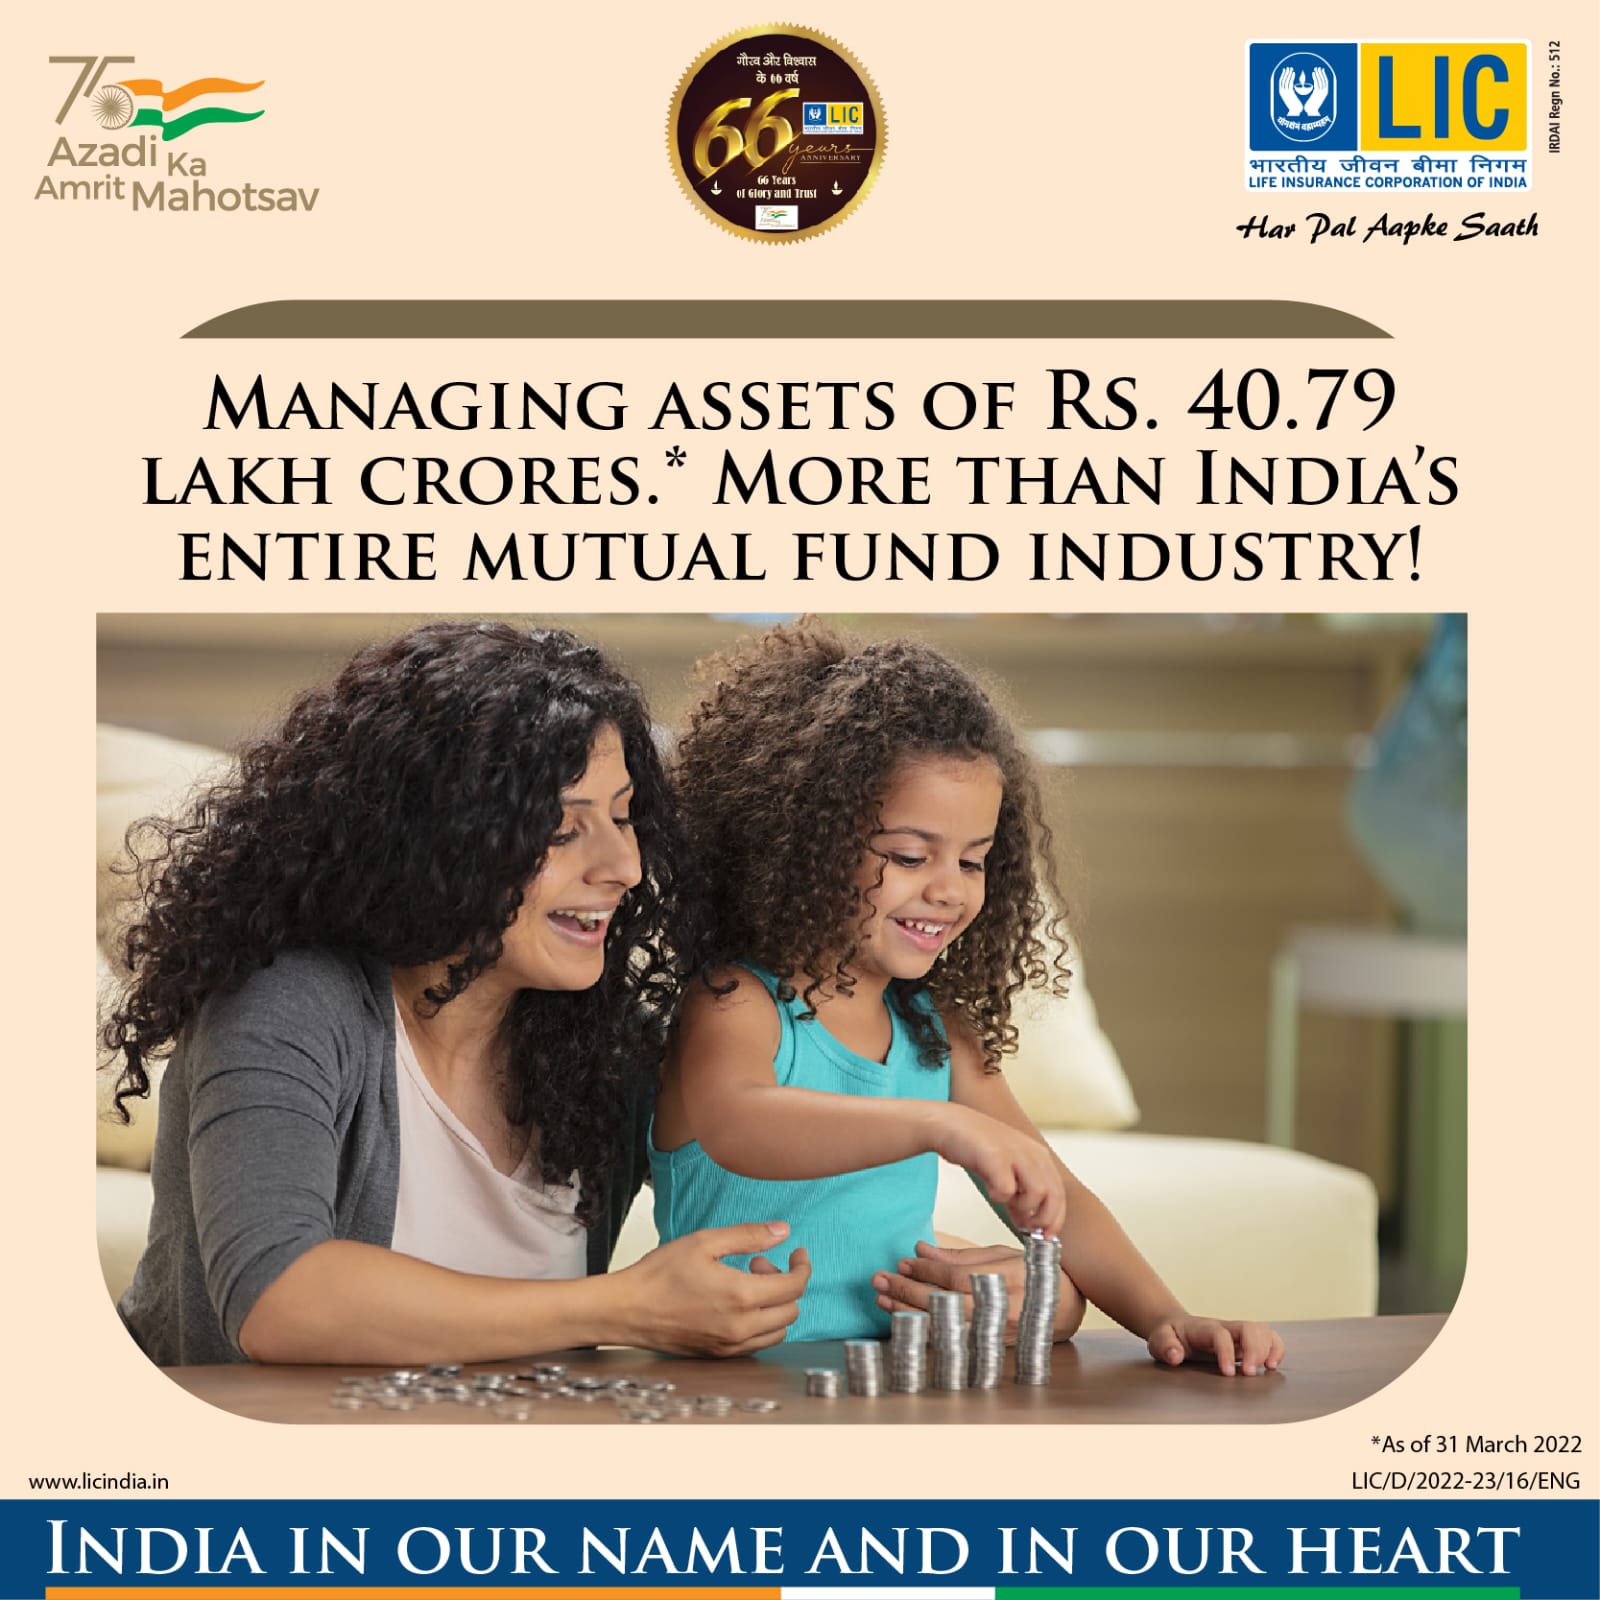 75
Azadi Ka
Amrit Mahotsav
गौरव और विश्वास
के 66 वर्ष
66
LIC
years
ANNIVERSARY
66 Years
of Glory and Trust
LIC
भारतीय जीवन बीमा निगम
LIFE INSURANCE CORPORATION OF INDIA
Har Pal Aapke Saath
IRDAI Regn No.: 512
MANAGING ASSETS OF RS. 40.79
LAKH CRORES.* MORE THAN INDIA'S
ENTIRE MUTUAL FUND INDUSTRY!
*As of 31 March 2022
www.licindia.in
LIC/D/2022-23/16/ENG
INDIA IN OUR NAME AND IN OUR HEART